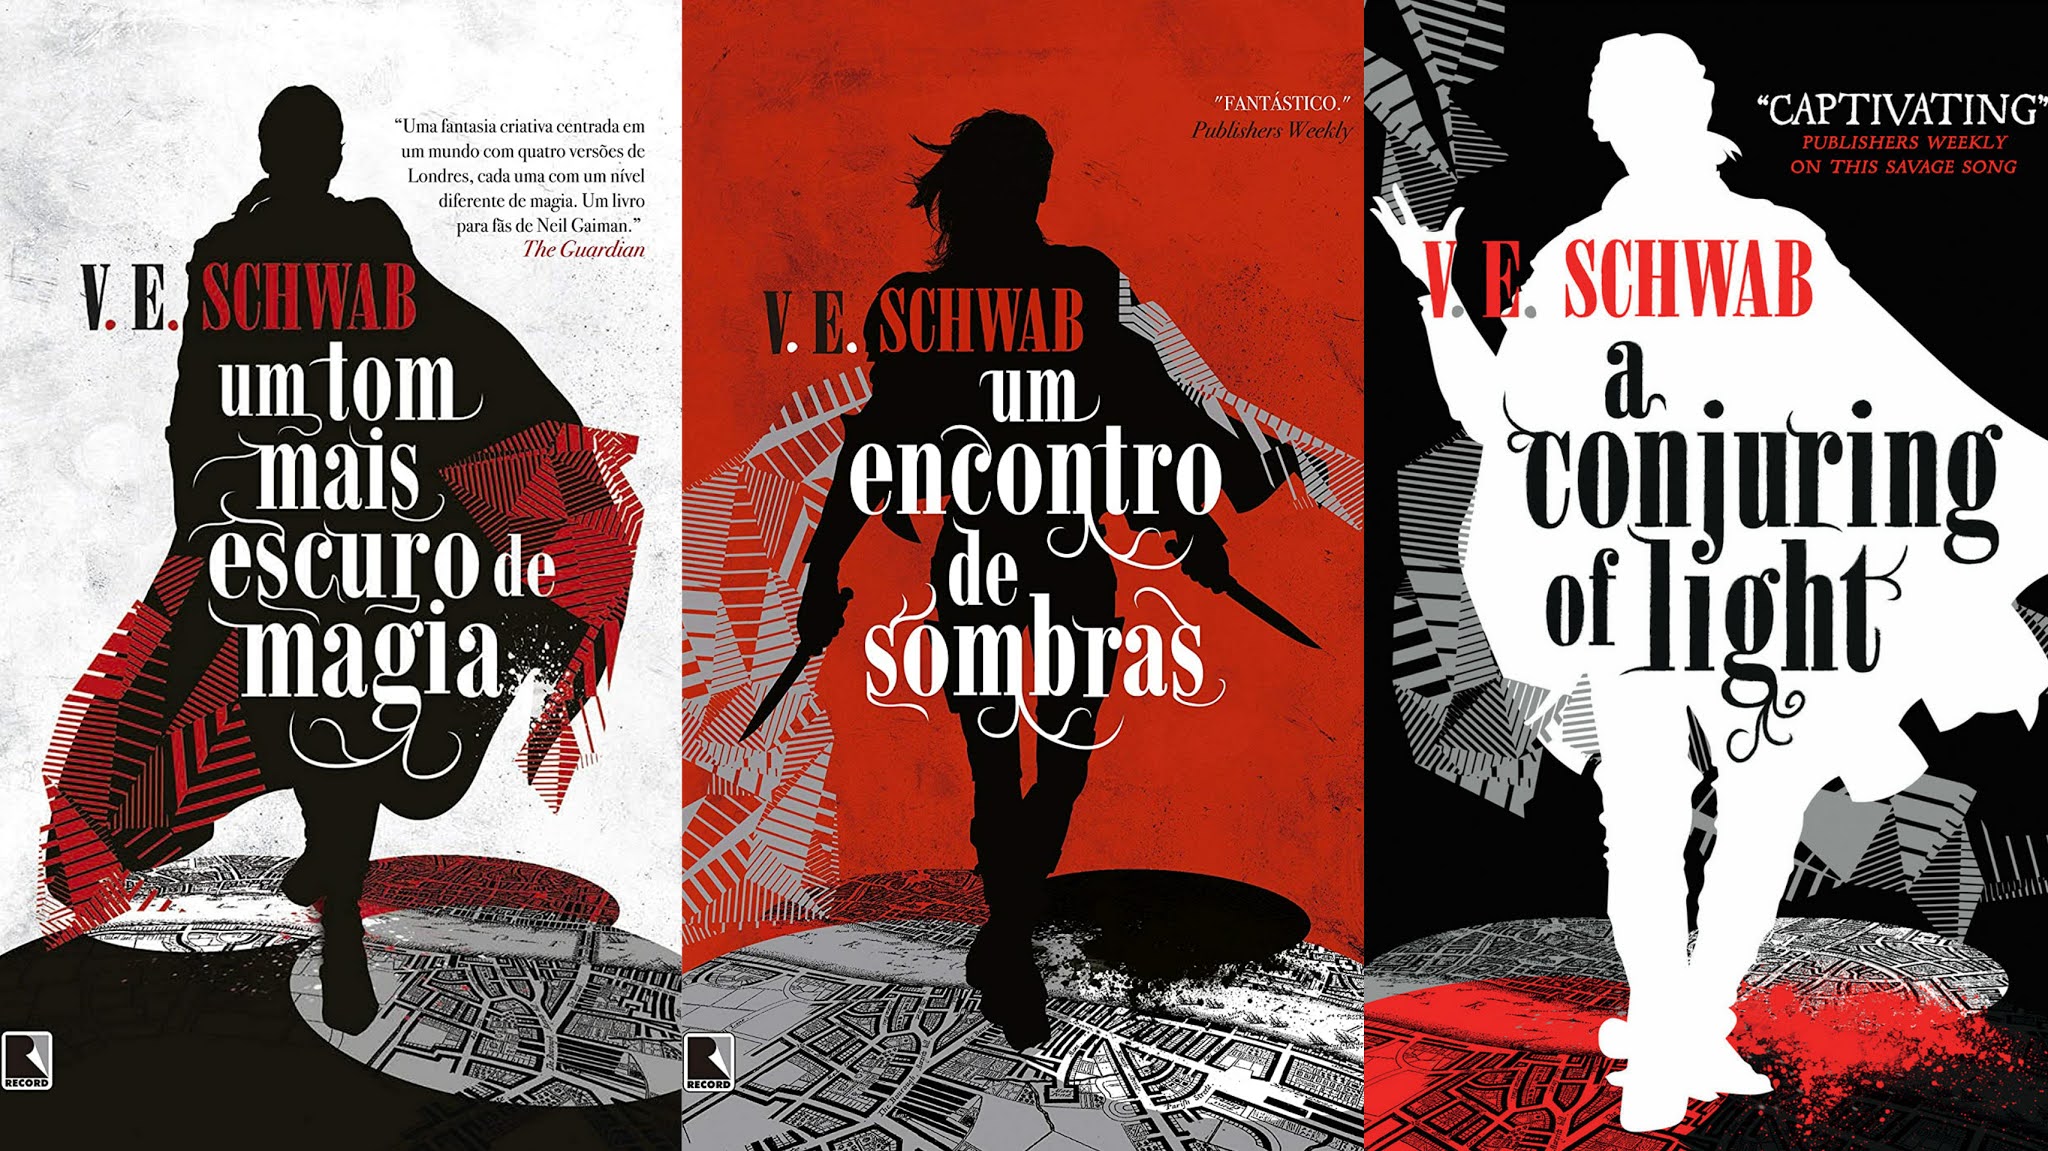 “Uma fantasia criativa centrada em
um mundo com quatro versões de
Londres, cada uma com um nível
diferente de magia. Um livro
para fãs de Neil Gaiman.”
The Guardian
V. E. SCHWAB
um tom
mais
escuro de
magia
RECORD
"FANTÁSTICO."
Publishers Weekly
V. E. SCHWAB
um
encontro
de
sombras
Parish Street
RECORD
“CAPTIVATING”
PUBLISHERS WEEKLY
ON THIS SAVAGE SONG
V. E. SCHWAB
a
conjuring
of light